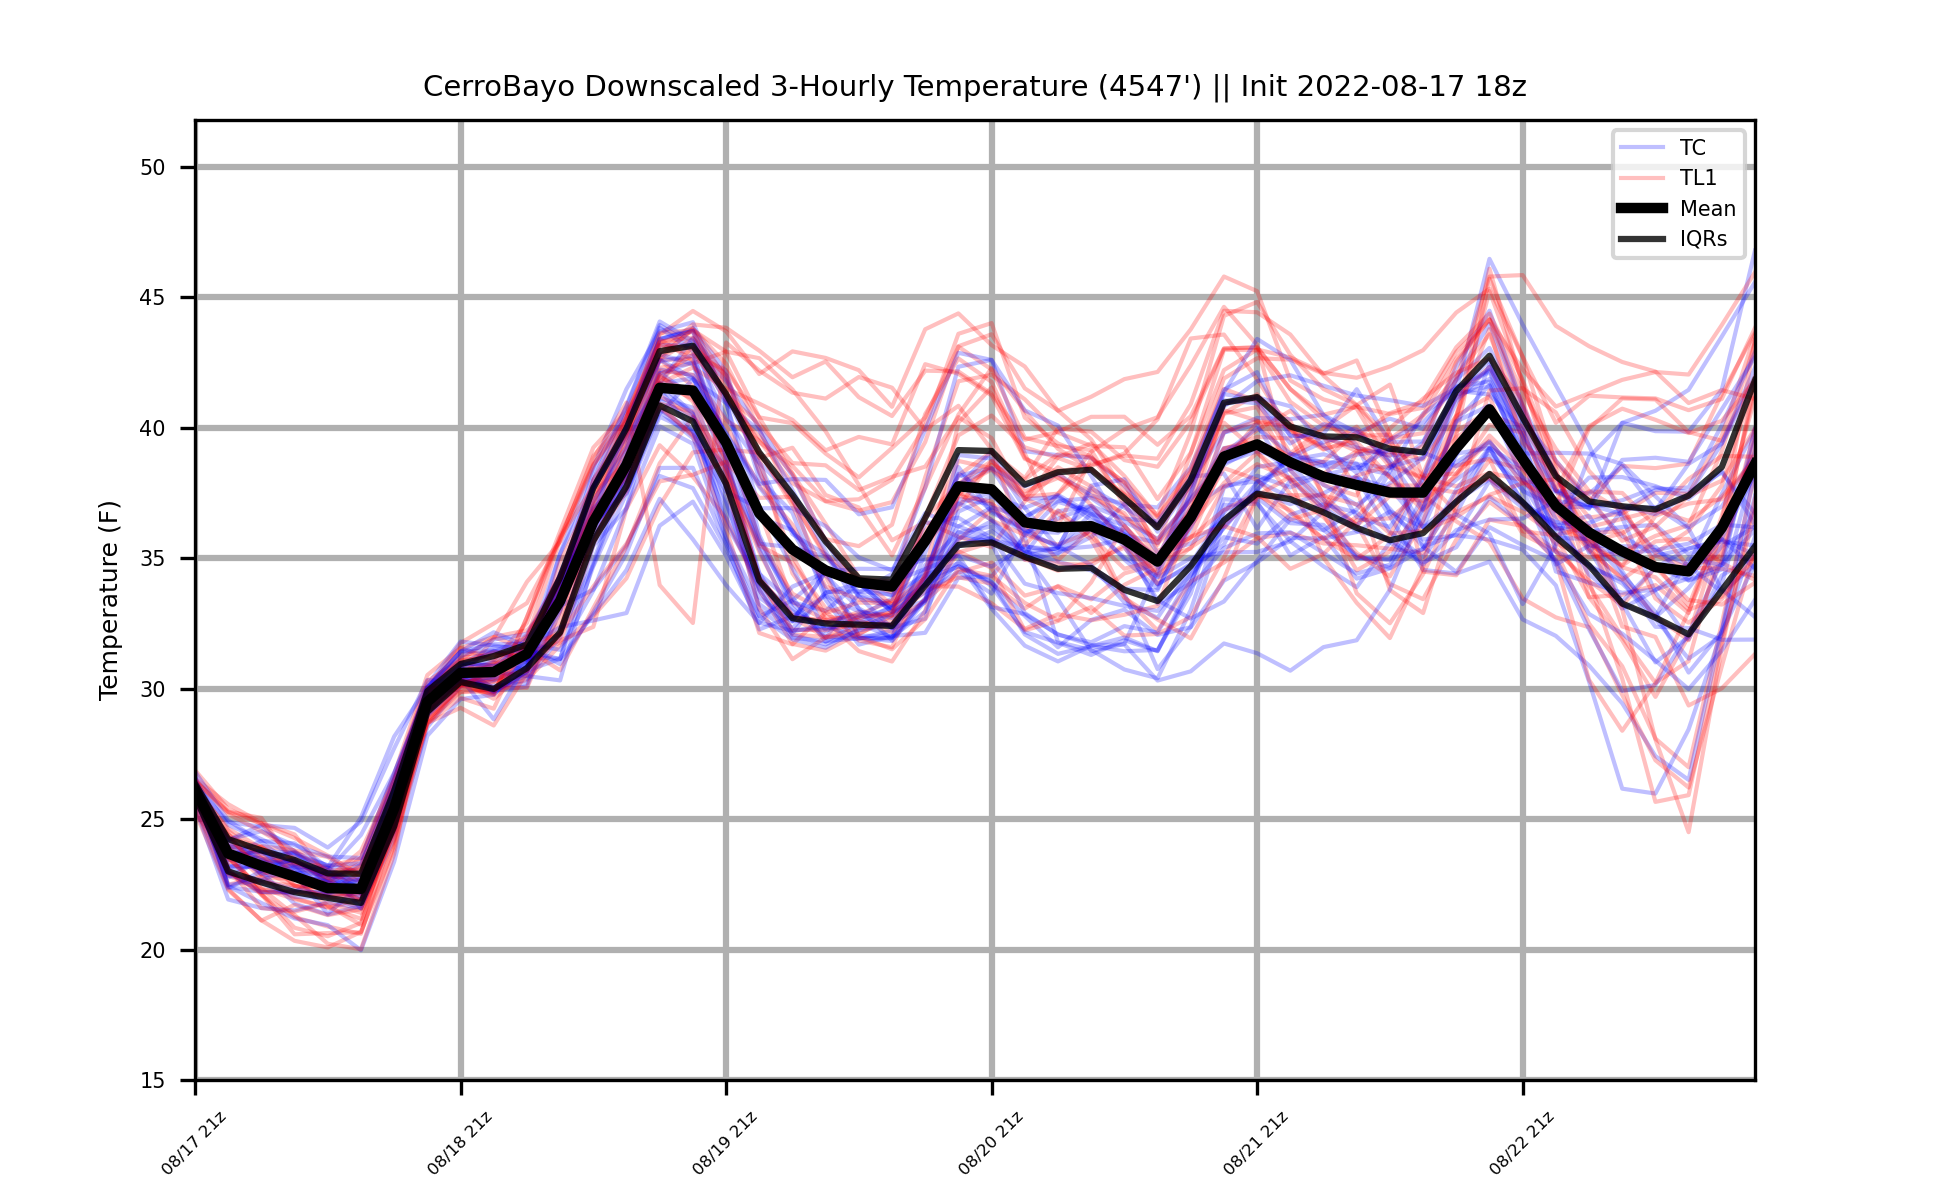 CerroBayo Downscaled 3-Hourly Temperature (4547') || Init 2022-08-17 18z
TC
TL1
Mean
IQRs
Temperature (F)
50
45
40
35
30
25
20
15
08/17 21z
08/18 21z
08/19 21z
08/20 21z
08/21 21z
08/22 21z